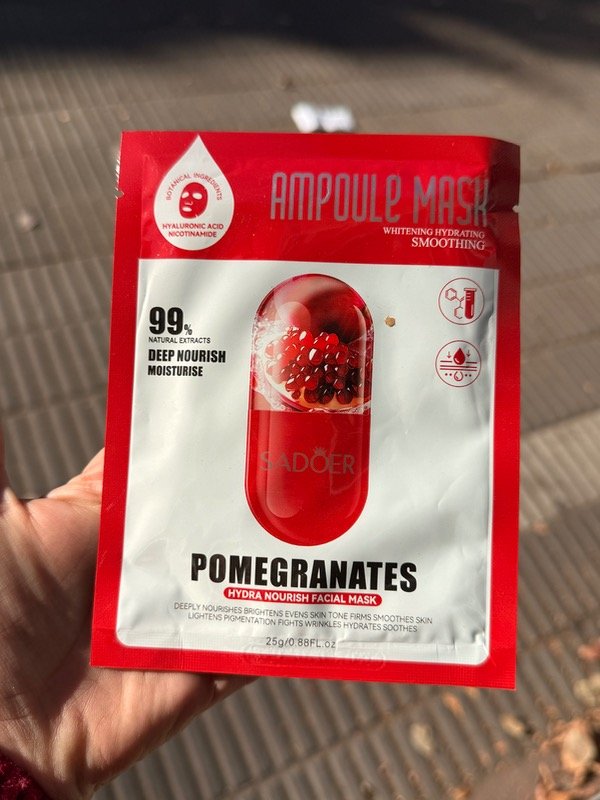 BOTANICAL INGREDIENTS
HYALURONIC ACID
NICOTINAMIDE
AMPOULE MASK
WHITENING HYDRATING
SMOOTHING
99%
NATURAL EXTRACTS
DEEP NOURISH
MOISTURISE
SADOER
POMEGRANATES
HYDRA NOURISH FACIAL MASK
DEEPLY NOURISHES BRIGHTENS EVENS SKIN TONE FIRMS SMOOTHES SKIN
LIGHTENS PIGMENTATION FIGHTS WRINKLES HYDRATES SOOTHES
25g/0.88FL.oz